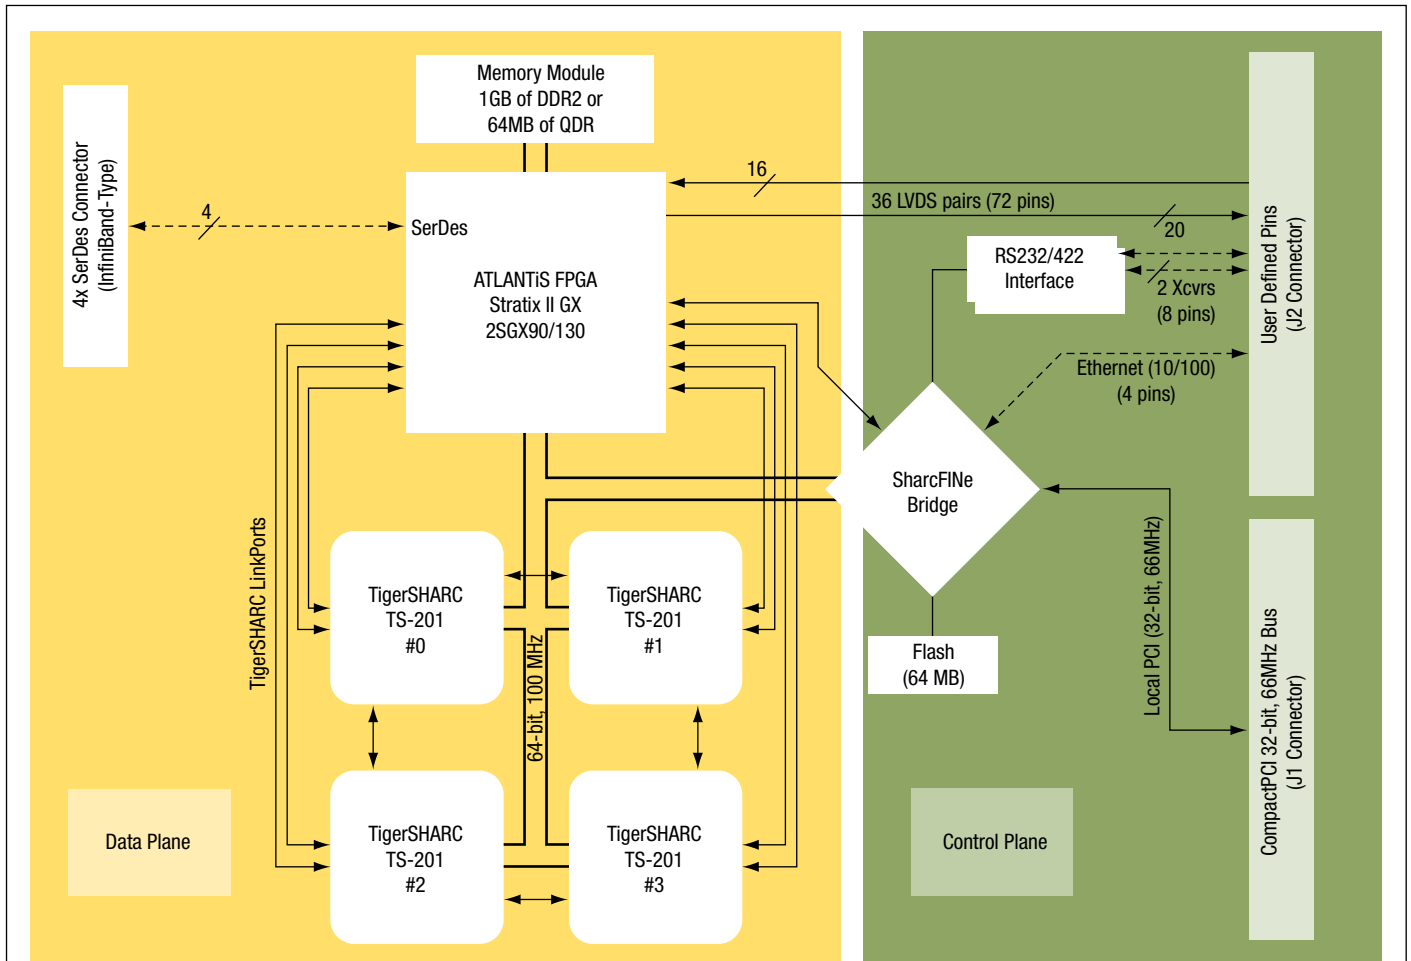 Memory Module
1GB of DDR2 or
64MB of QDR
4x SerDes Connector
(InfiniBand-Type)
4
SerDes
ATLANTiS FPGA
Stratix II GX
2SGX90/130
16
36 LVDS pairs (72 pins)
20
RS232/422
Interface
2 Xcvrs
(8 pins)
Ethernet (10/100)
(4 pins)
User Defined Pins
(J2 Connector)
SharcFINe
Bridge
Local PCI (32-bit, 66MHz)
Flash
(64 MB)
CompactPCI 32-bit, 66MHz Bus
(J1 Connector)
TigerSHARC LinkPorts
TigerSHARC
TS-201
#0
TigerSHARC
TS-201
#1
64-bit, 100 MHz
TigerSHARC
TS-201
#2
TigerSHARC
TS-201
#3
Data Plane
Control Plane